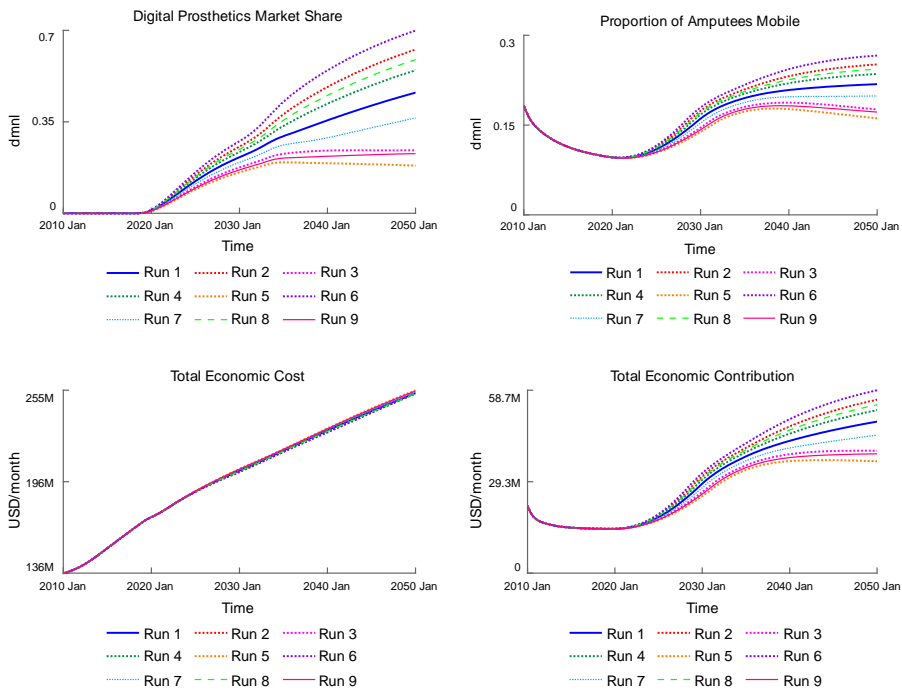 Digital Prosthetics Market Share
0.7
0.35
0
dmnl
2010 Jan 2020 Jan 2030 Jan 2040 Jan 2050 Jan
Time
Run 1 Run 2 Run 3
Run 4 Run 5 Run 6
Run 7 Run 8 Run 9
Proportion of Amputees Mobile
0.3
0.15
0
dmnl
2010 Jan 2020 Jan 2030 Jan 2040 Jan 2050 Jan
Time
Run 1 Run 2 Run 3
Run 4 Run 5 Run 6
Run 7 Run 8 Run 9
Total Economic Cost
255M
196M
136M
USD/month
2010 Jan 2020 Jan 2030 Jan 2040 Jan 2050 Jan
Time
Run 1 Run 2 Run 3
Run 4 Run 5 Run 6
Run 7 Run 8 Run 9
Total Economic Contribution
58.7M
29.3M
0
USD/month
2010 Jan 2020 Jan 2030 Jan 2040 Jan 2050 Jan
Time
Run 1 Run 2 Run 3
Run 4 Run 5 Run 6
Run 7 Run 8 Run 9